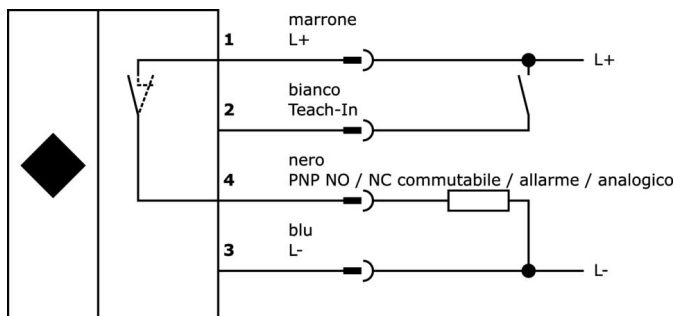 marrone
1 L+
L+
bianco
2 Teach-In
nero
4 PNP NO / NC commutabile / allarme / analogico
blu
3 L-
L-